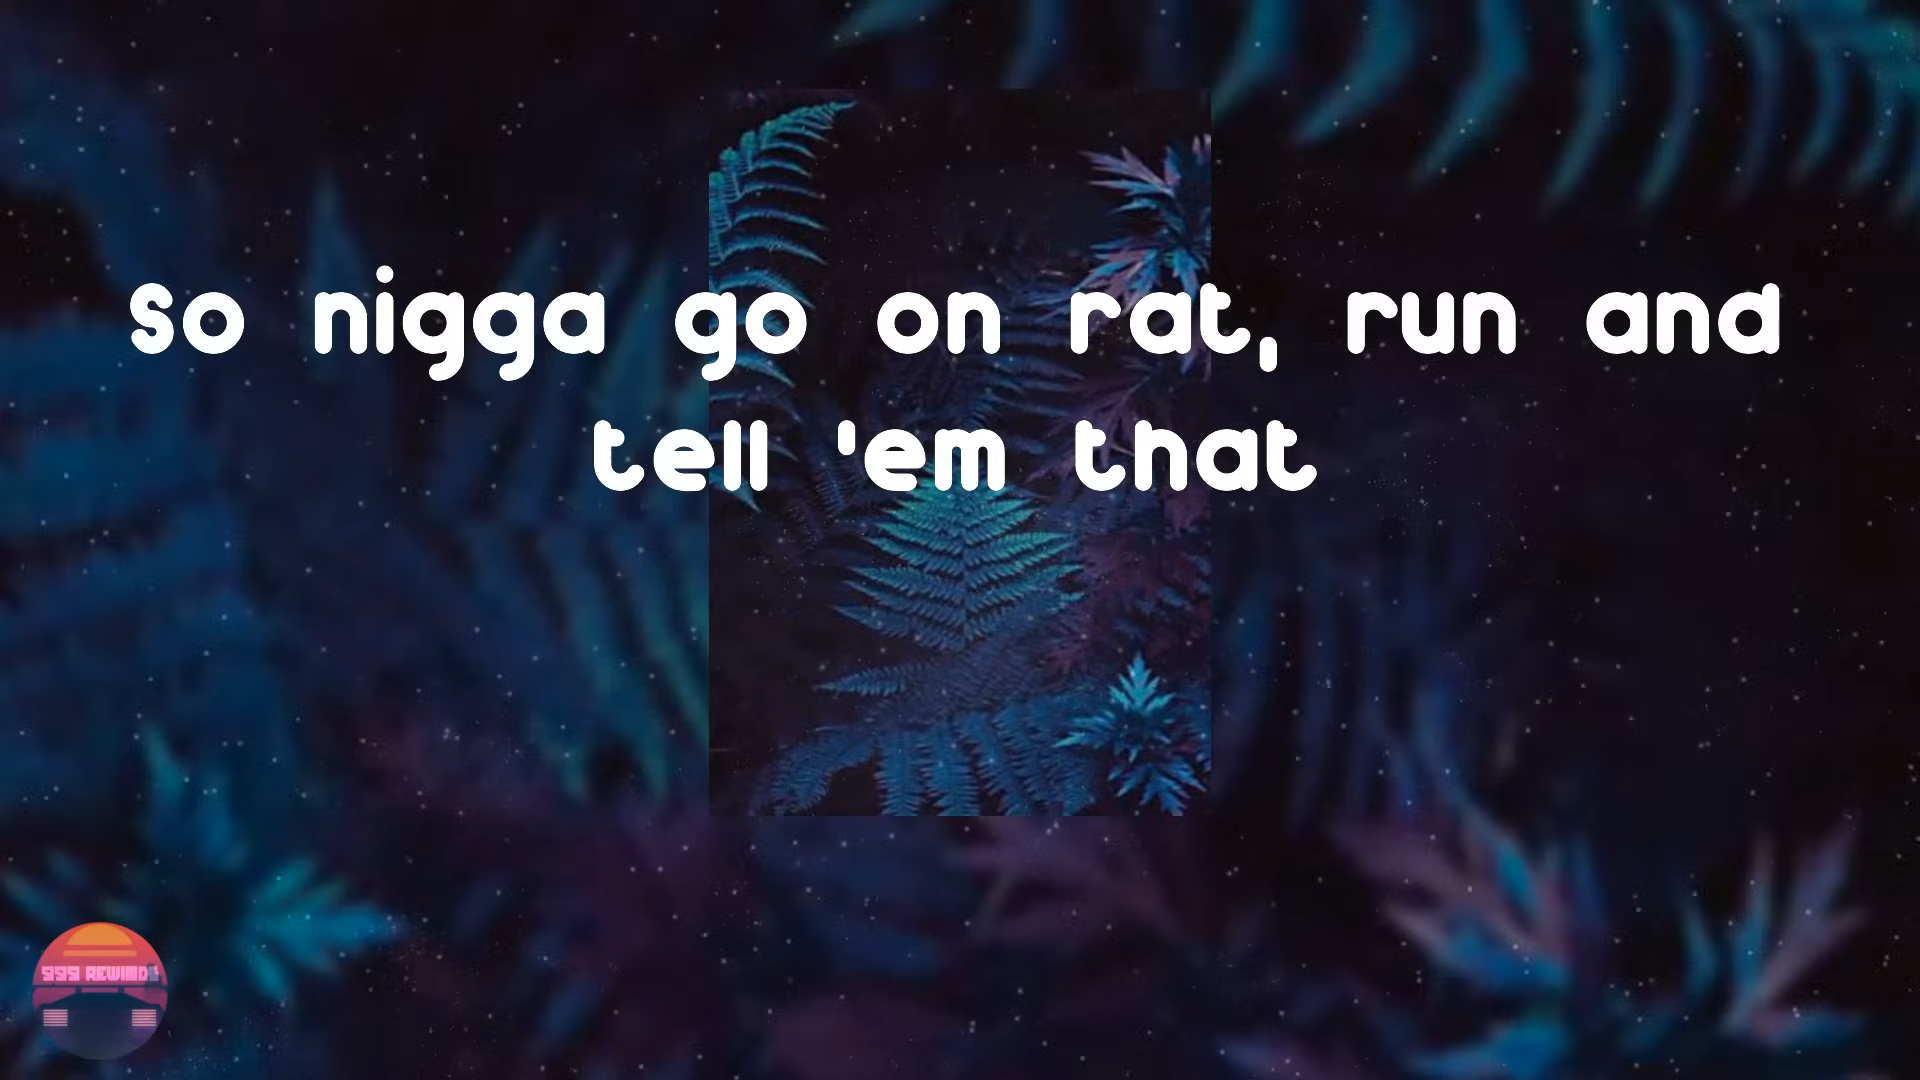 So nigga go on rat, run and
tell 'em that
999 REWIND